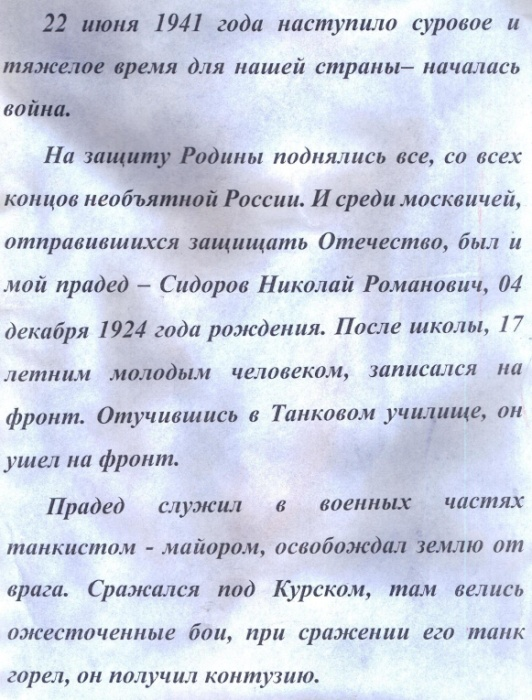 22 июня 1941 года наступило суровое и
тяжелое время для нашей страны– началась
война.
На защиту Родины поднялись все, со всех
концов необъятной России. И среди москвичей,
отправившихся защищать Отечество, был и
мой прадед – Сидоров Николай Романович, 04
декабря 1924 года рождения. После школы, 17
летним молодым человеком, записался на
фронт. Отучившись в Танковом училище, он
ушел на фронт.
Прадед служил в военных частях
танкистом - майором, освобождал землю от
врага. Сражался под Курском, там велись
ожесточенные бои, при сражении его танк
горел, он получил контузию.